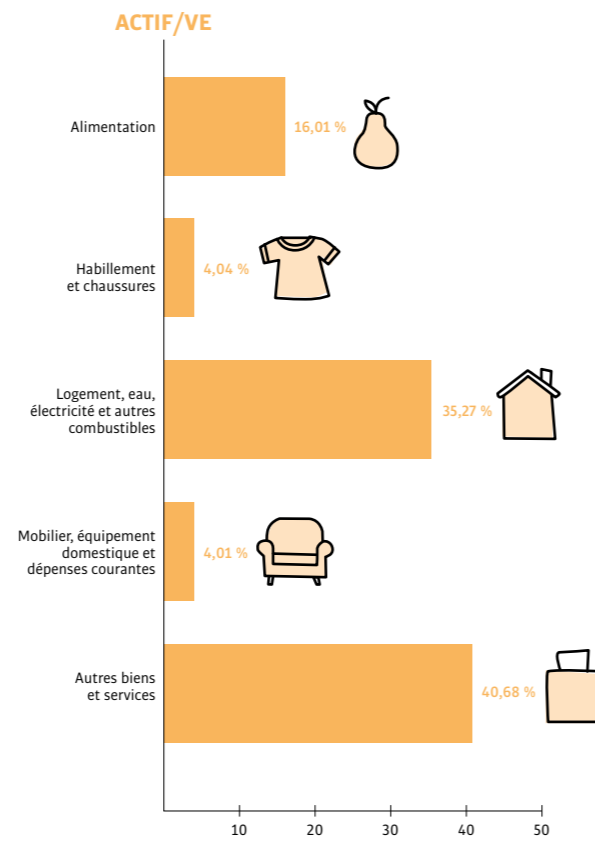 ACTIF/VE
Alimentation
16,01 %
Habillement
et chaussures
4,04 %
Logement, eau,
électricité et autres
combustibles
35,27 %
Mobilier, équipement
domestique et
dépenses courantes
4,01 %
Autres biens
et services
40,68 %
10 20 30 40 50